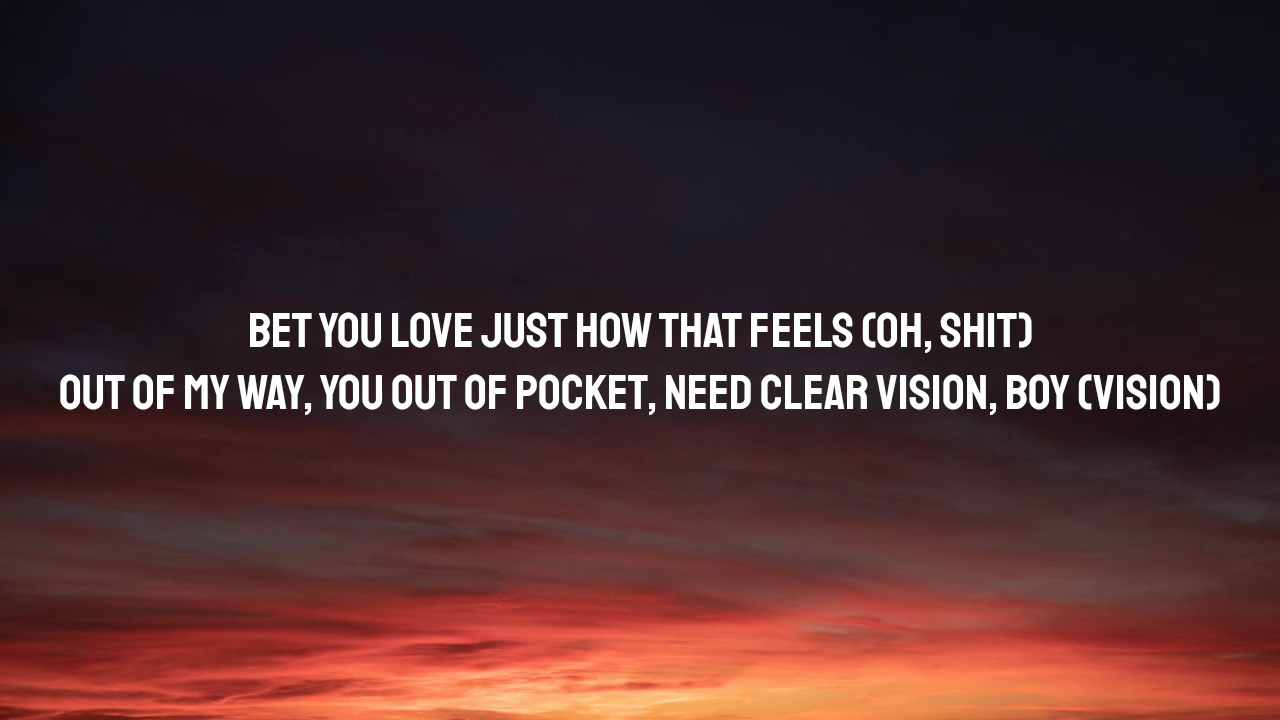 BET YOU LOVE JUST HOW THAT FEELS (OH, SHIT)
OUT OF MY WAY, YOU OUT OF POCKET, NEED CLEAR VISION, BOY (VISION)